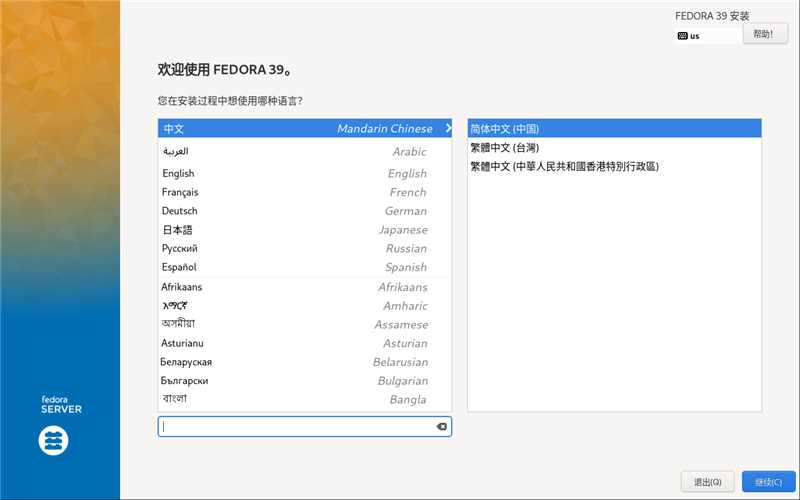 FEDORA 39 安装
us
帮助!
欢迎使用 FEDORA 39。
您在安装过程中想使用哪种语言?
中文 Mandarin Chinese
العربية Arabic
English English
Français French
Deutsch German
日本語 Japanese
Русский Russian
Español Spanish
Afrikaans Afrikaans
አማርኛ Amharic
অসমীয়া Assamese
Asturianu Asturian
Беларуская Belarusian
Български Bulgarian
বাংলা Bangla
简体中文 (中国)
繁體中文 (台灣)
繁體中文 (中華人民共和國香港特別行政區)
fedora
SERVER
退出(Q)
继续(C)